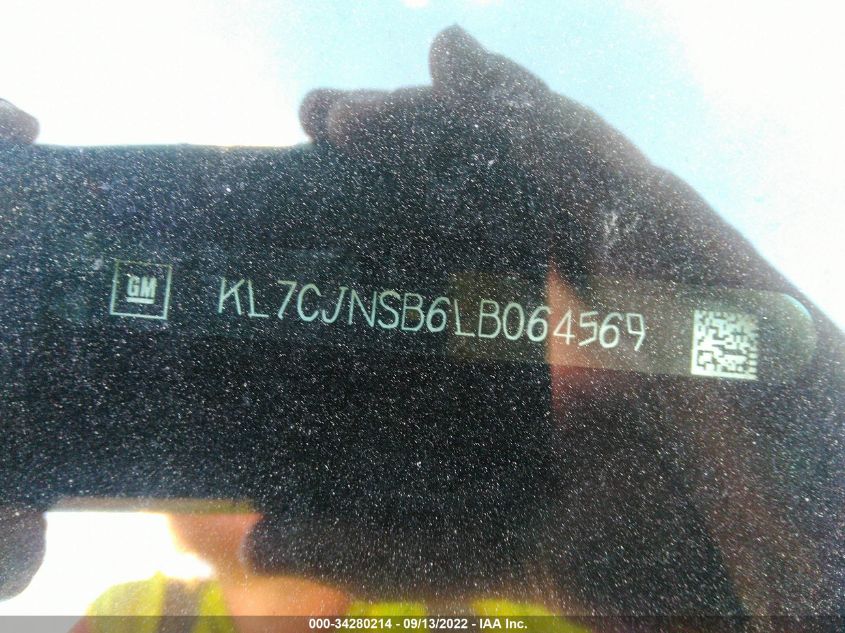 GM KL7CJNSB6LB064569
000-34280214 - 09/13/2022 - IAA Inc.